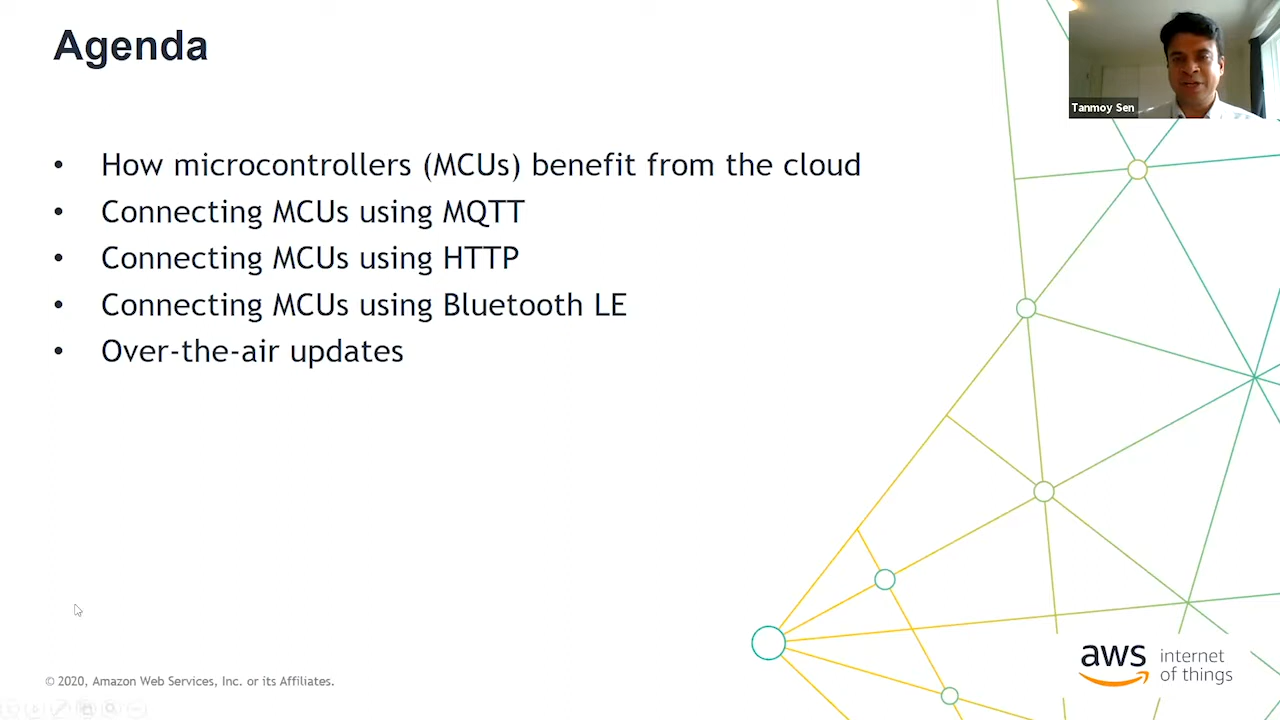 Agenda
Tanmoy Sen
• How microcontrollers (MCUs) benefit from the cloud
• Connecting MCUs using MQTT
• Connecting MCUs using HTTP
• Connecting MCUs using Bluetooth LE
• Over-the-air updates
aws internet
of things
© 2020, Amazon Web Services, Inc. or its Affiliates.